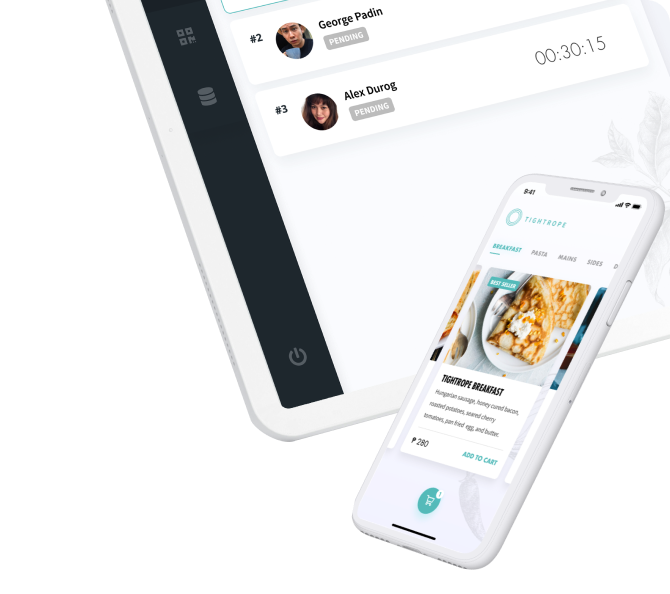 #2
George Padin
PENDING
00:30:15
#3
Alex Durog
PENDING
9:41
TIGHTROPE
BREAKFAST PASTA MAINS SIDES D
BEST SELLER
TIGHTROPE BREAKFAST
Hungarian sausage, honey cured bacon,
roasted potatoes, seared cherry
tomatoes, pan fried egg, and butter.
₱ 280
ADD TO CART
1